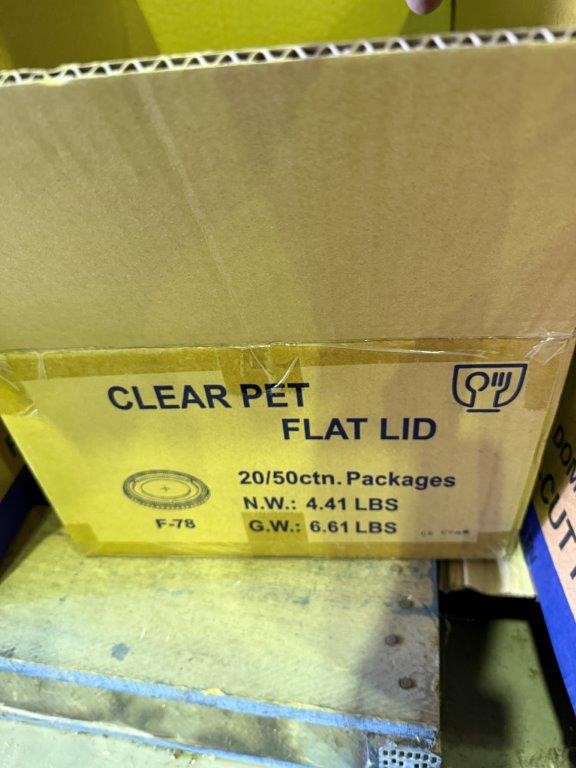 CLEAR PET
FLAT LID
20/50ctn. Packages
N.W.: 4.41 LBS
F-78
G.W.: 6.61 LBS